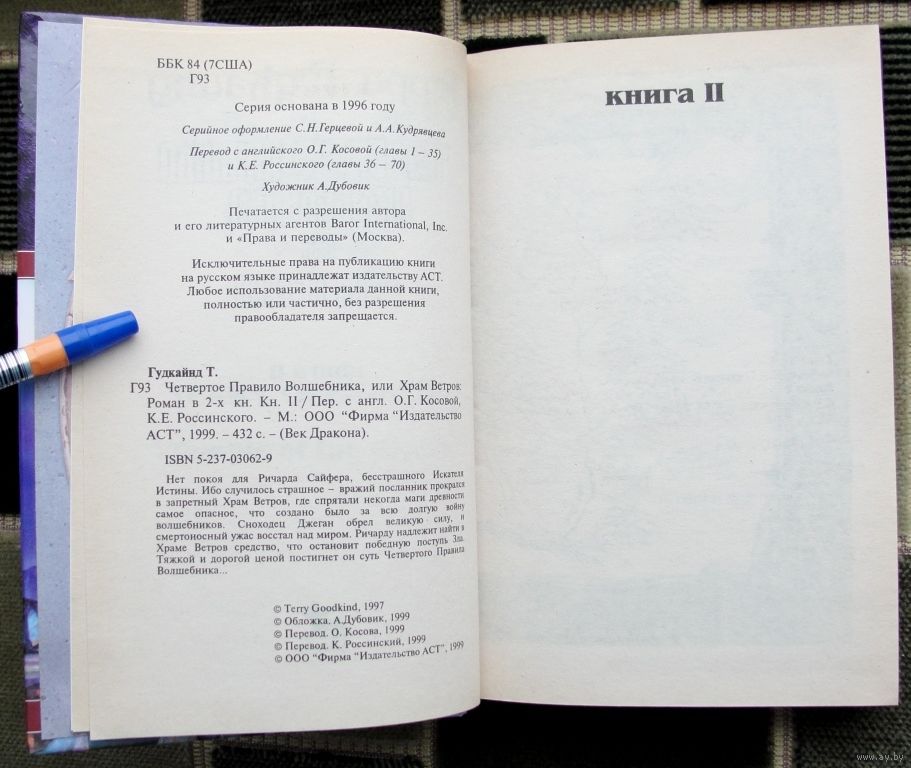 ББК 84 (7США)
Г93
Серия основана в 1996 году
Серийное оформление С.Н.Герцевой и А.А.Кудрявцева
Перевод с английского О.Г. Косовой (главы 1 – 35)
и К.Е. Россинского (главы 36 – 70)
Художник А.Дубовик
Печатается с разрешения автора
и его литературных агентов Baror International, Inc.
и «Права и переводы» (Москва).
Исключительные права на публикацию книги
на русском языке принадлежат издательству АСТ.
Любое использование материала данной книги,
полностью или частично, без разрешения
правообладателя запрещается.
Гудкайнд Т.
Г93 Четвертое Правило Волшебника, или Храм Ветров:
Роман в 2-х кн. Кн. II / Пер. с англ. О.Г. Косовой,
К.Е. Россинского. – М.: ООО “Фирма “Издательство
АСТ”, 1999. – 432 с. – (Век Дракона).
ISBN 5-237-03062-9
Нет покоя для Ричарда Сайфера, бесстрашного Искателя
Истины. Ибо случилось страшное – вражий посланник прокрался
в запретный Храм Ветров, где спрятали некогда маги древности
самое опасное, что создано было за всю долгую войну
волшебников. Сноходец Джеган обрел великую силу, и
смертоносный ужас восстал над миром. Ричарду надлежит найти в
Храме Ветров средство, что остановит победную поступь Зла.
Тяжкой и дорогой ценой постигнет он суть Четвертого Правила
Волшебника...
© Terry Goodkind, 1997
© Обложка. А.Дубовик, 1999
© Перевод. О. Косова, 1999
© Перевод. К. Россинский, 1999
© ООО “Фирма “Издательство АСТ”, 1999
книга II
www.ay.by